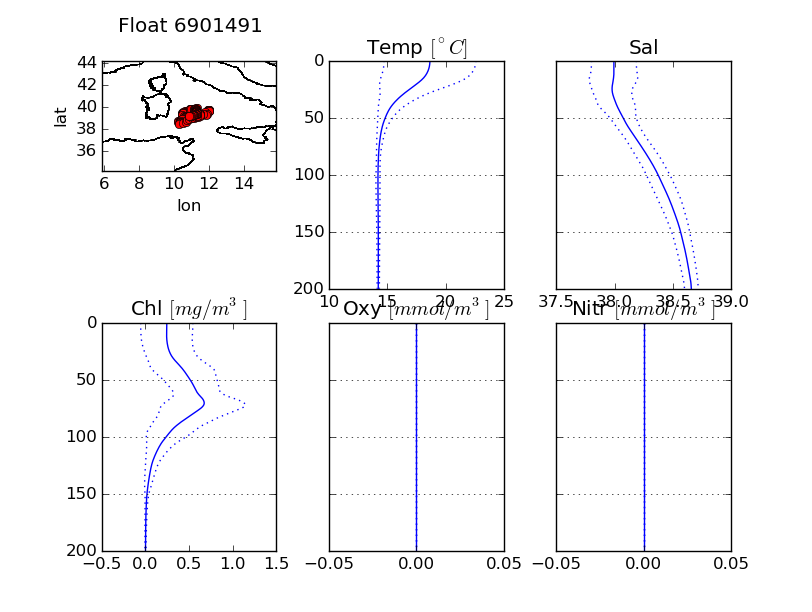 Float 6901491
44
42
40
38
36
lat
6 8 10 12 14
lon
Temp [°C]
0
50
100
150
200
10 15 20 25
Sal
37.5 38.0 38.5 39.0
Chl [mg/m³]
0
50
100
150
200
−0.5 0.0 0.5 1.0 1.5
Oxy [mmol/m³]
−0.05 0.00 0.05
Nitr [mmol/m³]
−0.05 0.00 0.05